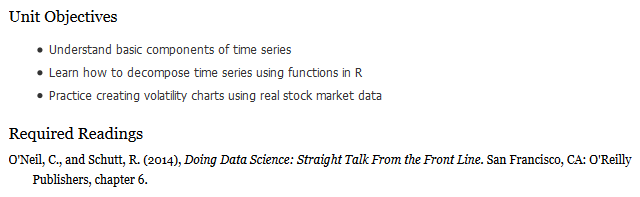 Unit Objectives
• Understand basic components of time series
• Learn how to decompose time series using functions in R
• Practice creating volatility charts using real stock market data
Required Readings
O'Neil, C., and Schutt, R. (2014), Doing Data Science: Straight Talk From the Front Line. San Francisco, CA: O'Reilly
Publishers, chapter 6.